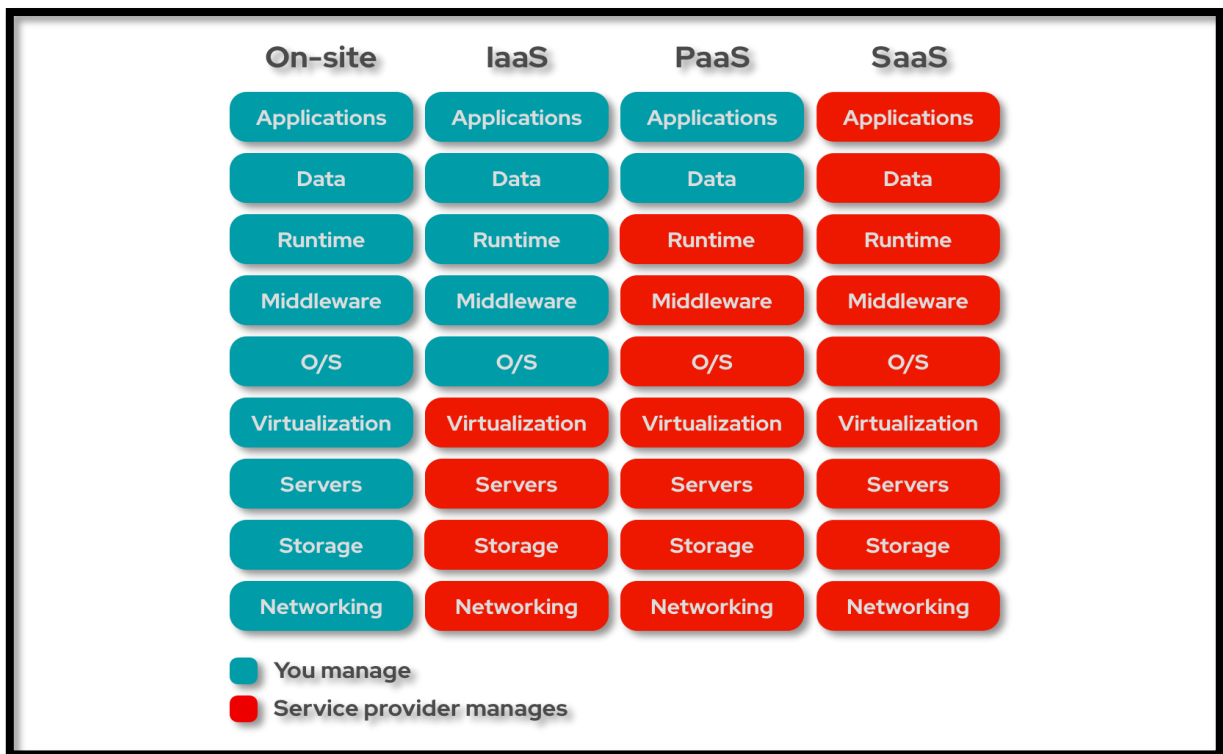 On-site IaaS PaaS SaaS
Applications Applications Applications Applications
Data Data Data Data
Runtime Runtime Runtime Runtime
Middleware Middleware Middleware Middleware
O/S O/S O/S O/S
Virtualization Virtualization Virtualization Virtualization
Servers Servers Servers Servers
Storage Storage Storage Storage
Networking Networking Networking Networking
You manage
Service provider manages